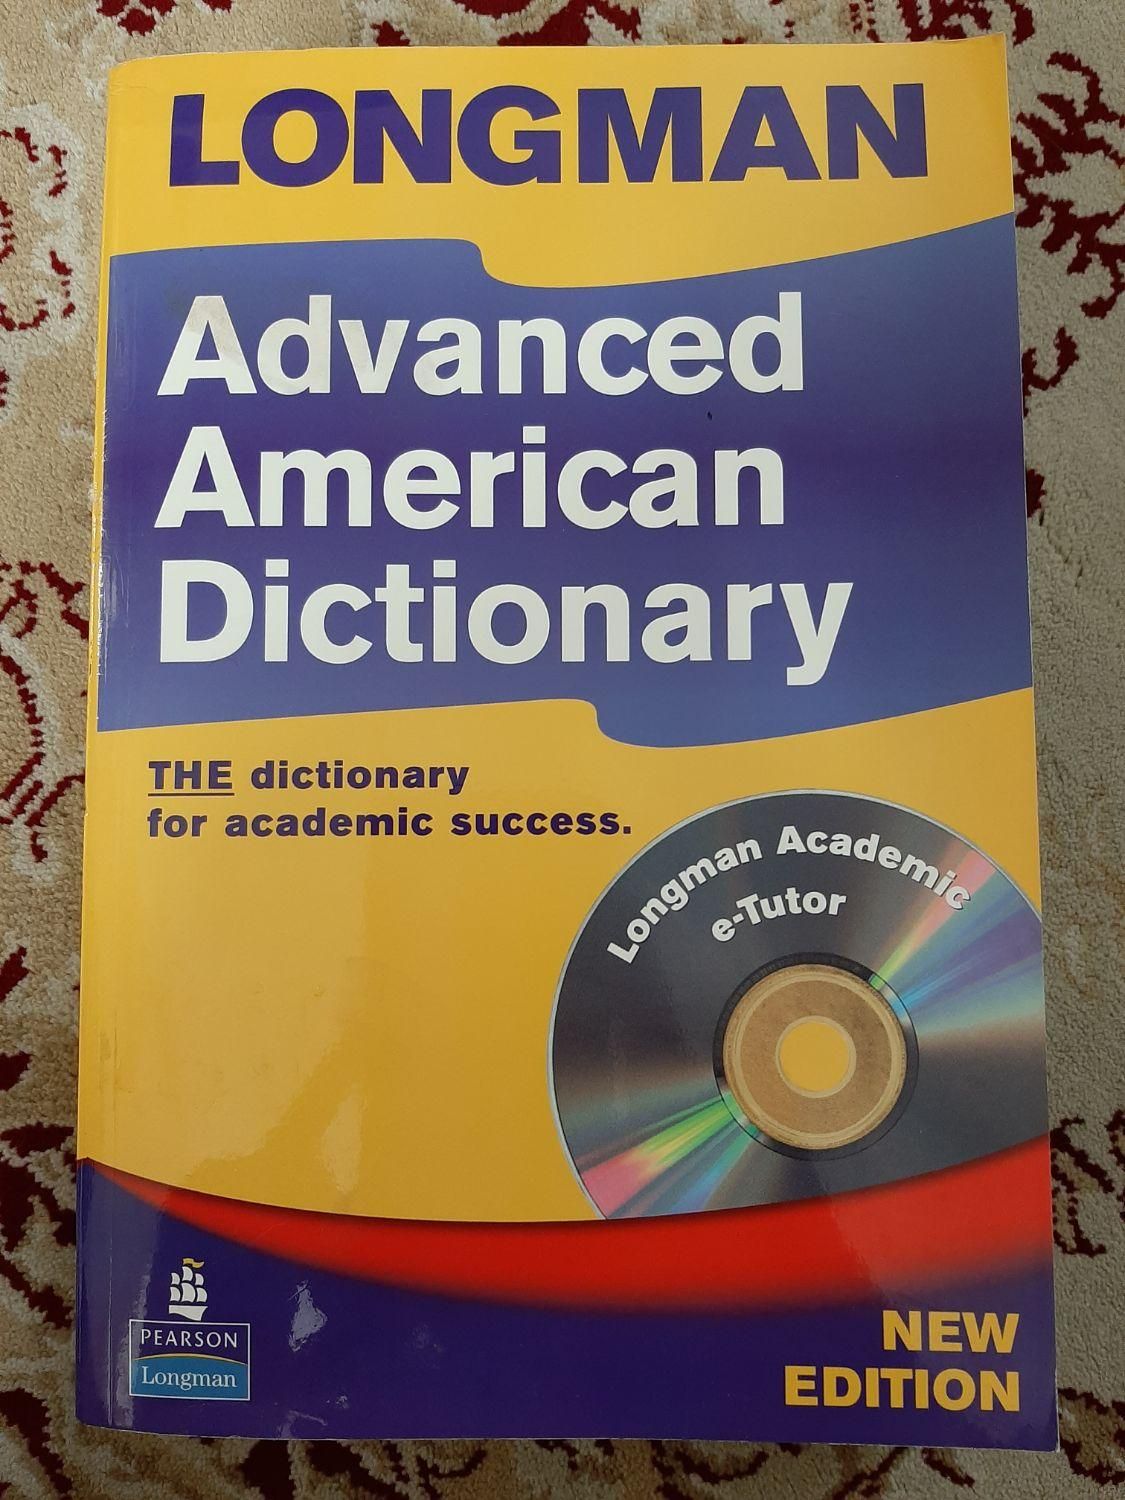 LONGMAN
Advanced
American
Dictionary
THE dictionary
for academic success.
Longman Academic
e-Tutor
PEARSON
Longman
NEW
EDITION